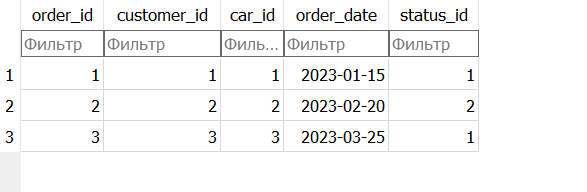 order_id customer_id car_id order_date status_id
Фильтр Фильтр Филь... Фильтр Фильтр
1 1 1 1 2023-01-15 1
2 2 2 2 2023-02-20 2
3 3 3 3 2023-03-25 1